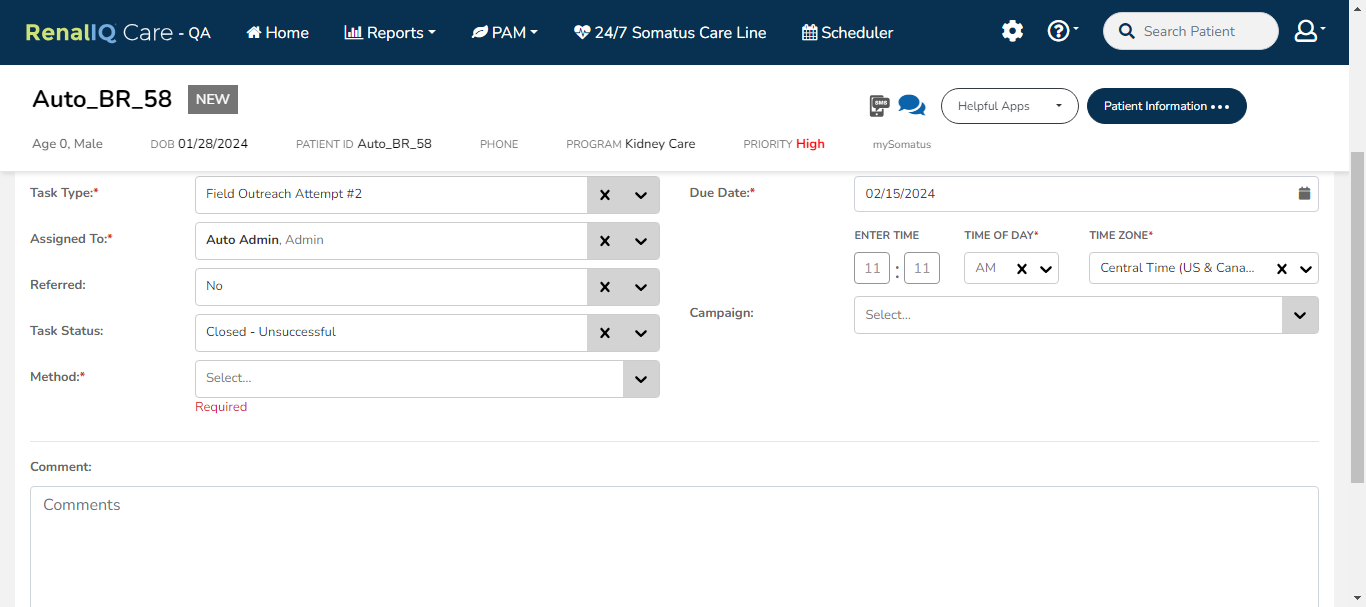 RenalIQ Care - QA Home Reports PAM 24/7 Somatus Care Line Scheduler Search Patient
Auto_BR_58 NEW
SMS Helpful Apps Patient Information •••
Age 0, Male DOB 01/28/2024 PATIENT ID Auto_BR_58 PHONE PROGRAM Kidney Care PRIORITY High mySomatus
Task Type:* Field Outreach Attempt #2 Due Date:* 02/15/2024
Assigned To:* Auto Admin, Admin
ENTER TIME TIME OF DAY* TIME ZONE*
11 : 11 AM Central Time (US & Cana...
Referred: No
Campaign: Select...
Task Status: Closed - Unsuccessful
Method:* Select...
Required
Comment:
Comments